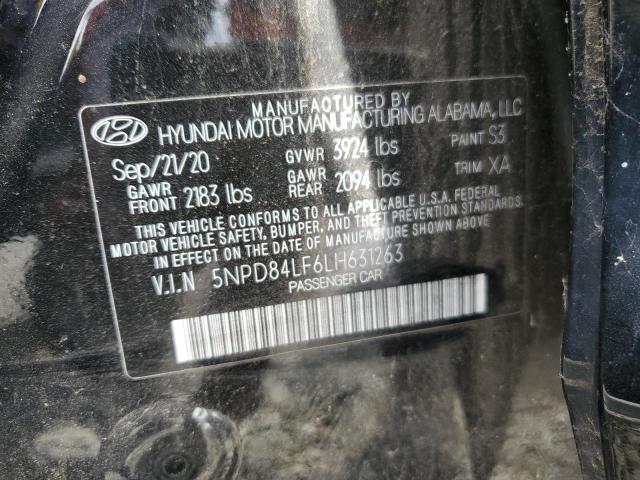 MANUFACTURED BY
HYUNDAI MOTOR MANUFACTURING ALABAMA, LLC
Sep/21/20 GVWR 3924 lbs PAINT S3
GAWR FRONT 2183 lbs GAWR REAR 2094 lbs TRIM XA
THIS VEHICLE CONFORMS TO ALL APPLICABLE U.S.A. FEDERAL
MOTOR VEHICLE SAFETY, BUMPER, AND THEFT PREVENTION STANDARDS
IN EFFECT ON THE DATE OF MANUFACTURE SHOWN ABOVE.
V.I.N 5NPD84LF6LH631263
PASSENGER CAR